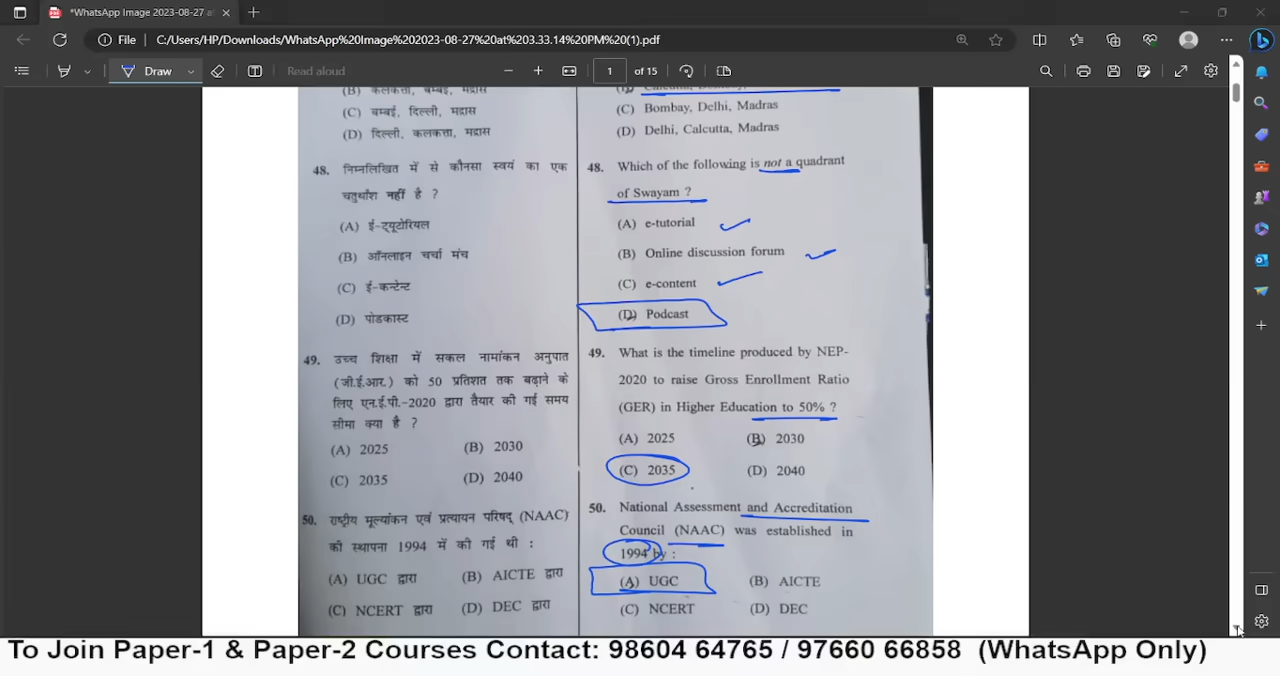 *WhatsApp Image 2023-08-27 a
File
C:/Users/HP/Downloads/WhatsApp%20Image%202023-08-27%20at%203.33.14%20PM%20(1).pdf
Draw
Read aloud
1 of 15
(B) कलकत्ता, बम्बई, मद्रास
(C) बम्बई, दिल्ली, मद्रास
(D) दिल्ली, कलकत्ता, मद्रास
48. निम्नलिखित में से कौनसा स्वयं का एक
चतुर्थांश नहीं है ?
(A) ई-ट्यूटोरियल
(B) ऑनलाइन चर्चा मंच
(C) ई-कन्टेन्ट
(D) पोडकास्ट
49. उच्च शिक्षा में सकल नामांकन अनुपात
(जी.ई.आर.) को 50 प्रतिशत तक बढ़ाने के
लिए एन.ई.पी.-2020 द्वारा तैयार की गई समय
सीमा क्या है ?
(A) 2025 (B) 2030
(C) 2035 (D) 2040
50. राष्ट्रीय मूल्यांकन एवं प्रत्यायन परिषद् (NAAC)
की स्थापना 1994 में की गई थी :
(A) UGC द्वारा (B) AICTE द्वारा
(C) NCERT द्वारा (D) DEC द्वारा
(C) Bombay, Delhi, Madras
(D) Delhi, Calcutta, Madras
48. Which of the following is not a quadrant
of Swayam ?
(A) e-tutorial
(B) Online discussion forum
(C) e-content
(D) Podcast
49. What is the timeline produced by NEP-
2020 to raise Gross Enrollment Ratio
(GER) in Higher Education to 50% ?
(A) 2025 (B) 2030
(C) 2035 (D) 2040
50. National Assessment and Accreditation
Council (NAAC) was established in
1994 by :
(A) UGC (B) AICTE
(C) NCERT (D) DEC
To Join Paper-1 & Paper-2 Courses Contact: 98604 64765 / 97660 66858 (WhatsApp Only)